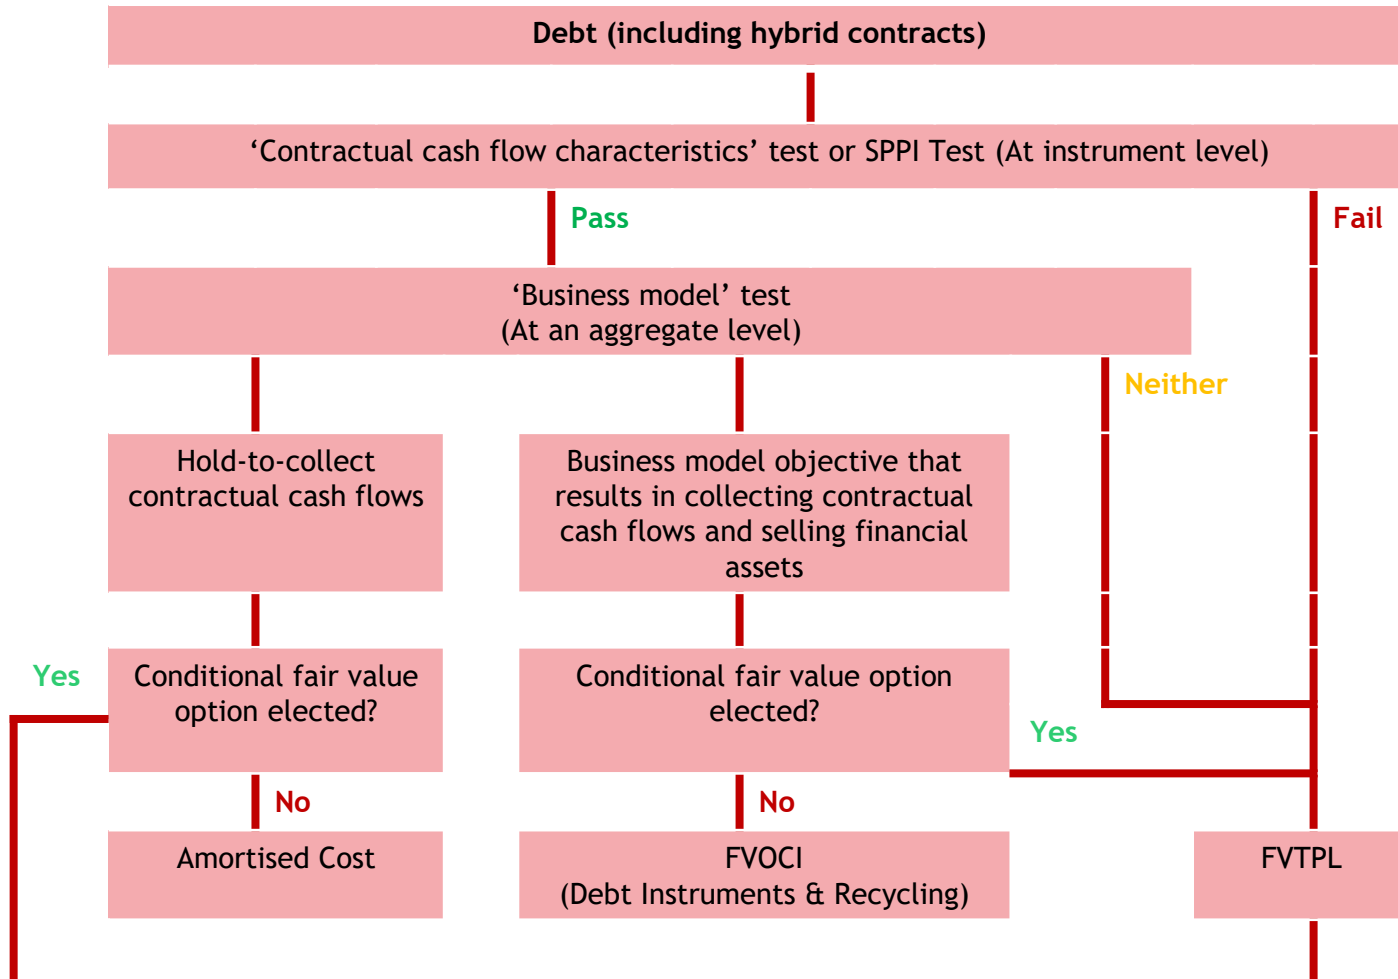 Debt (including hybrid contracts)
‘Contractual cash flow characteristics’ test or SPPI Test (At instrument level)
Pass
Fail
‘Business model’ test
(At an aggregate level)
Neither
Hold-to-collect
contractual cash flows
Business model objective that
results in collecting contractual
cash flows and selling financial
assets
Yes
Conditional fair value
option elected?
Conditional fair value option
elected?
Yes
No
No
Amortised Cost
FVOCI
(Debt Instruments & Recycling)
FVTPL